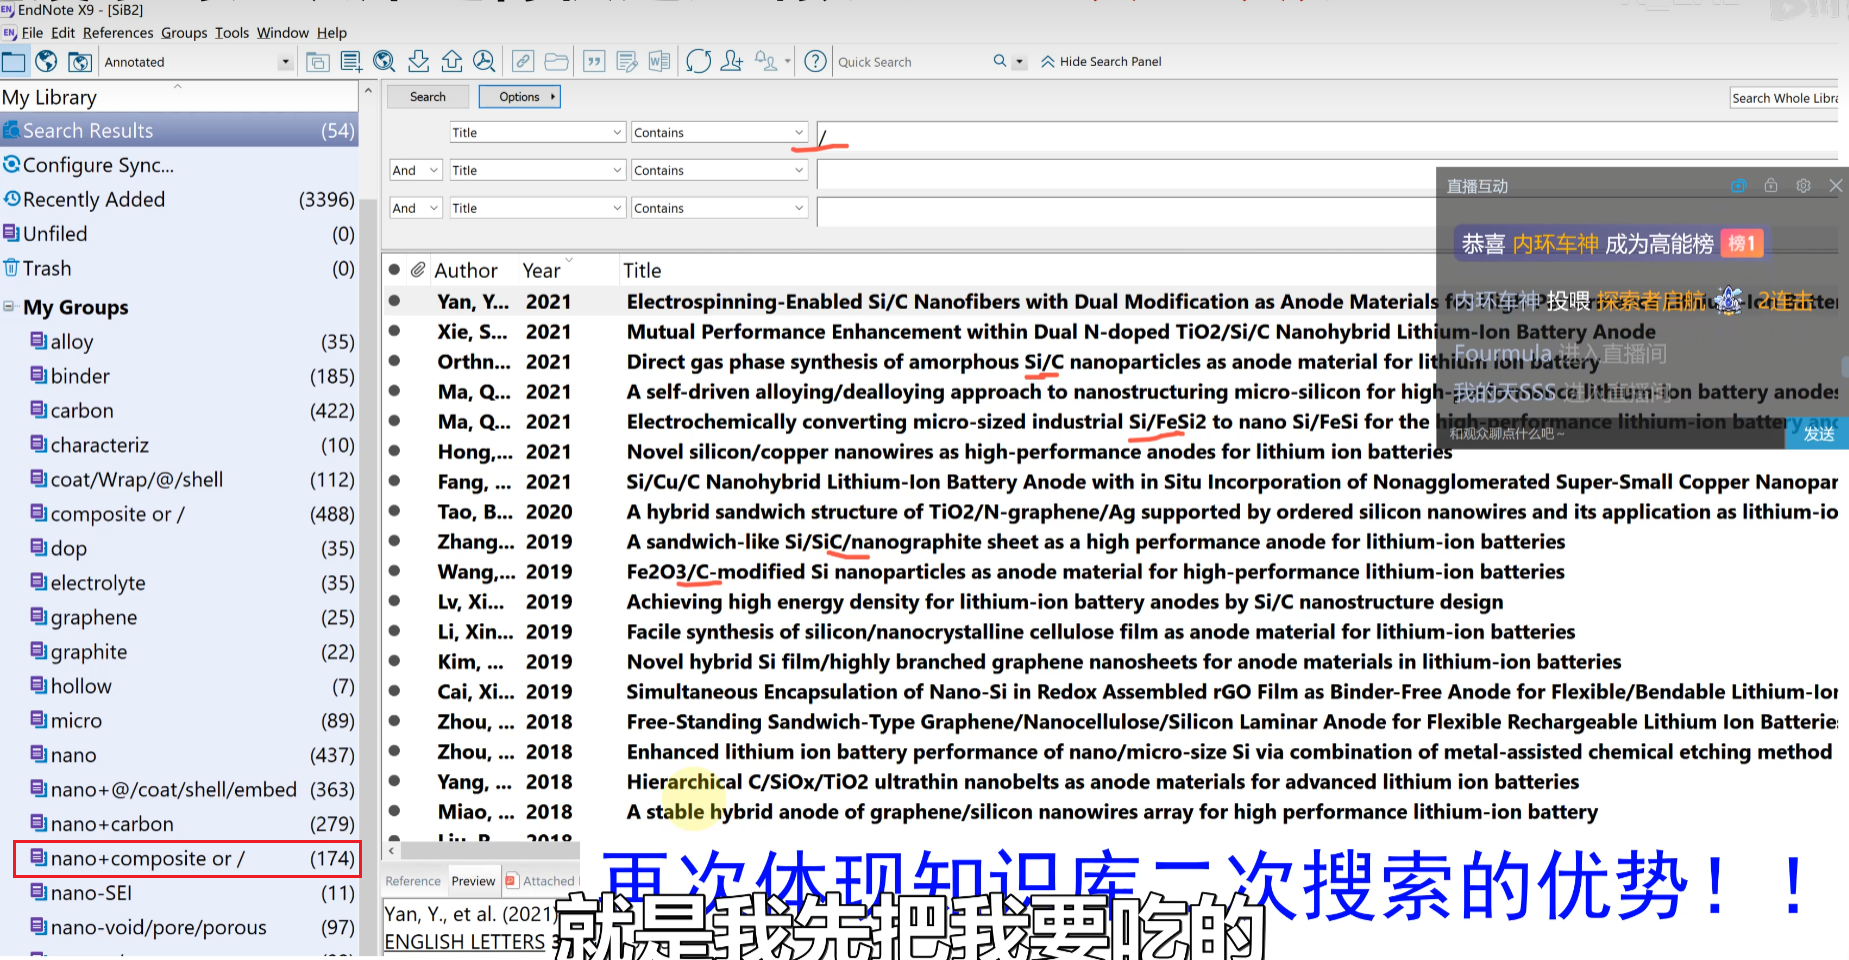 EndNote X9 - [SiB2]
File Edit References Groups Tools Window Help
Annotated
Quick Search
Hide Search Panel
My Library
Search Results (54)
Configure Sync...
Recently Added (3396)
Unfiled (0)
Trash (0)
My Groups
alloy (35)
binder (185)
carbon (422)
characteriz (10)
coat/Wrap/@/shell (112)
composite or / (488)
dop (35)
electrolyte (35)
graphene (25)
graphite (22)
hollow (7)
micro (89)
nano (437)
nano+@/coat/shell/embed (363)
nano+carbon (279)
nano+composite or / (174)
nano-SEI (11)
nano-void/pore/porous (97)
Search Options Search Whole Libra
Title Contains /
And Title Contains
And Title Contains
Author Year Title
Yan, Y... 2021 Electrospinning-Enabled Si/C Nanofibers with Dual Modification as Anode Materials
Xie, S... 2021 Mutual Performance Enhancement within Dual N-doped TiO2/Si/C Nanohybrid Lithium-Ion Battery Anode
Orthn... 2021 Direct gas phase synthesis of amorphous Si/C nanoparticles as anode material for lithium-ion battery
Ma, Q... 2021 A self-driven alloying/dealloying approach to nanostructuring micro-silicon for high-performance lithium-ion battery anodes
Ma, Q... 2021 Electrochemically converting micro-sized industrial Si/FeSi2 to nano Si/FeSi for the high-performance lithium-ion battery
Hong,... 2021 Novel silicon/copper nanowires as high-performance anodes for lithium ion batteries
Fang, ... 2021 Si/Cu/C Nanohybrid Lithium-Ion Battery Anode with in Situ Incorporation of Nonagglomerated Super-Small Copper Nanopar
Tao, B... 2020 A hybrid sandwich structure of TiO2/N-graphene/Ag supported by ordered silicon nanowires and its application as lithium-io
Zhang... 2019 A sandwich-like Si/SiC/nanographite sheet as a high performance anode for lithium-ion batteries
Wang,... 2019 Fe2O3/C-modified Si nanoparticles as anode material for high-performance lithium-ion batteries
Lv, Xi... 2019 Achieving high energy density for lithium-ion battery anodes by Si/C nanostructure design
Li, Xin... 2019 Facile synthesis of silicon/nanocrystalline cellulose film as anode material for lithium-ion batteries
Kim, ... 2019 Novel hybrid Si film/highly branched graphene nanosheets for anode materials in lithium-ion batteries
Cai, Xi... 2019 Simultaneous Encapsulation of Nano-Si in Redox Assembled rGO Film as Binder-Free Anode for Flexible/Bendable Lithium-Ior
Zhou, ... 2018 Free-Standing Sandwich-Type Graphene/Nanocellulose/Silicon Laminar Anode for Flexible Rechargeable Lithium Ion Batterie
Zhou, ... 2018 Enhanced lithium ion battery performance of nano/micro-size Si via combination of metal-assisted chemical etching method
Yang, ... 2018 Hierarchical C/SiOx/TiO2 ultrathin nanobelts as anode materials for advanced lithium ion batteries
Miao, ... 2018 A stable hybrid anode of graphene/silicon nanowires array for high performance lithium-ion battery
直播互动
恭喜 内环车神 成为高能榜 榜1
内环车神 投喂 探索者启航 2连击
Fourmula 进入直播间
我的天SSS 进入直播间
和观众聊点什么吧~
发送
Reference Preview Attached
Yan, Y., et al. (2021)
ENGLISH LETTERS
再次体现知识库二次搜索的优势！！
就是我先把我要吃的